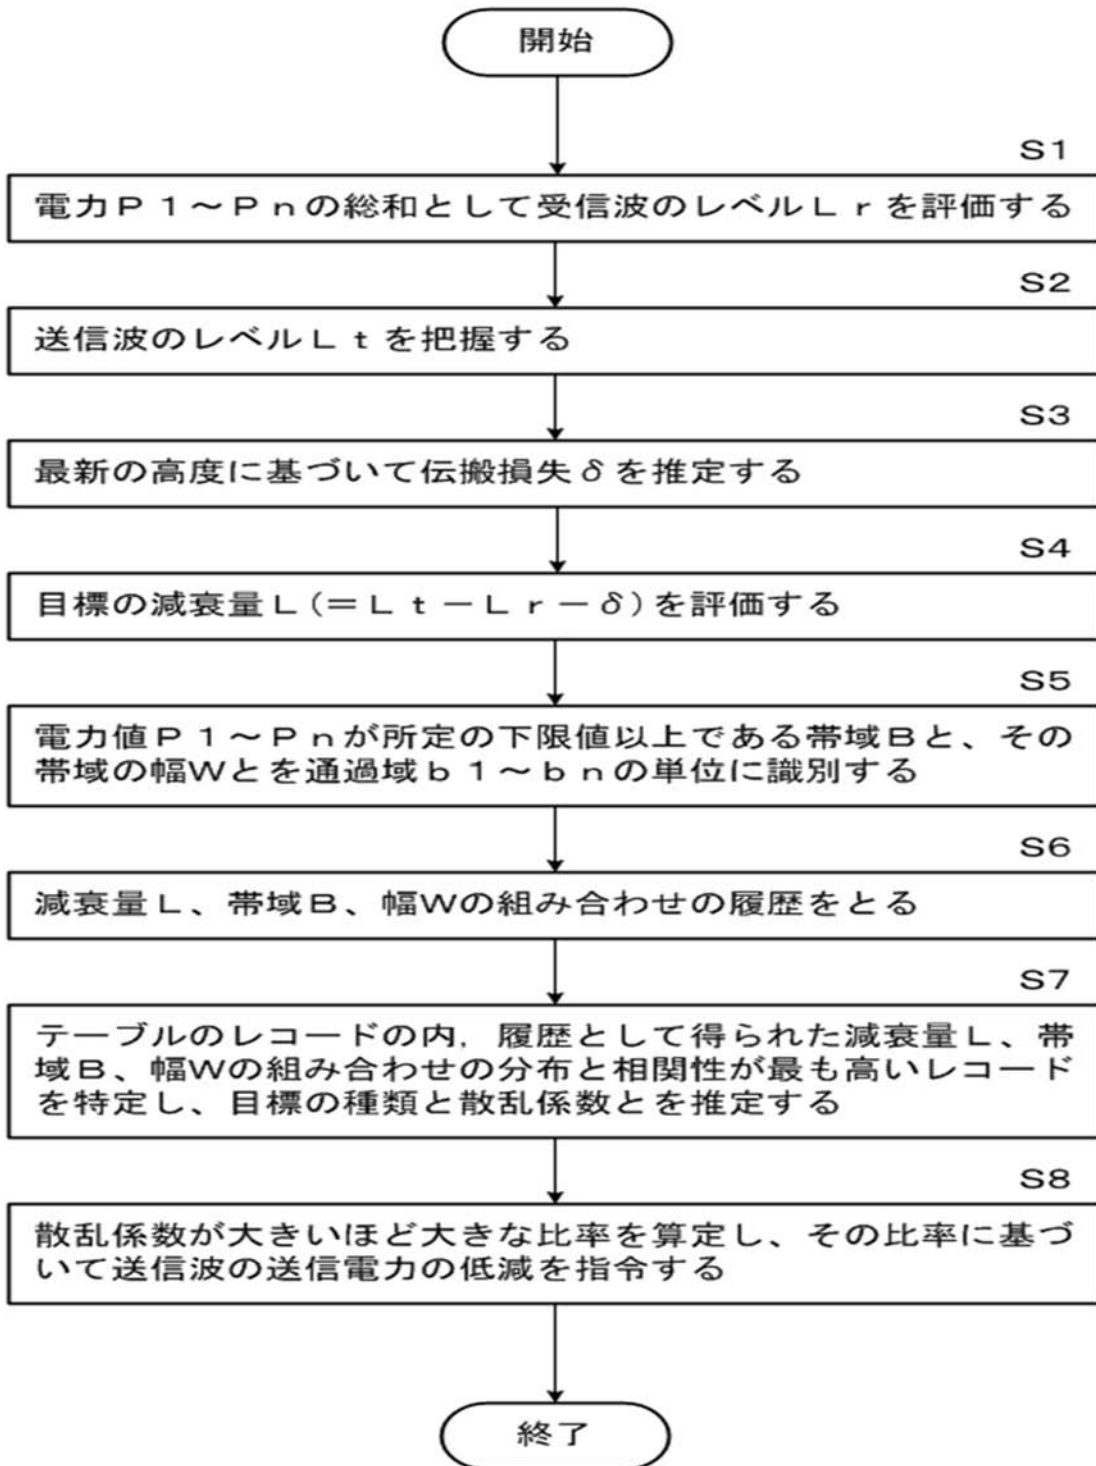 開始
S1
電力Ｐ１～Ｐｎの総和として受信波のレベルＬｒを評価する
S2
送信波のレベルＬｔを把握する
S3
最新の高度に基づいて伝搬損失δを推定する
S4
目標の減衰量Ｌ(＝Ｌｔ－Ｌｒ－δ)を評価する
S5
電力値Ｐ１～Ｐｎが所定の下限値以上である帯域Ｂと、その
帯域の幅Ｗとを通過域ｂ１～ｂｎの単位に識別する
S6
減衰量Ｌ、帯域Ｂ、幅Ｗの組み合わせの履歴をとる
S7
テーブルのレコードの内，履歴として得られた減衰量Ｌ、帯
域Ｂ、幅Ｗの組み合わせの分布と相関性が最も高いレコード
を特定し、目標の種類と散乱係数とを推定する
S8
散乱係数が大きいほど大きな比率を算定し、その比率に基づ
いて送信波の送信電力の低減を指令する
終了